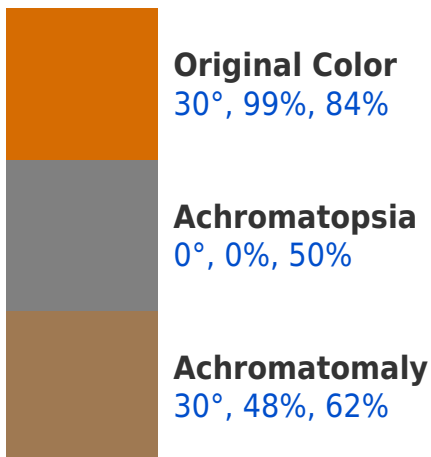 Original Color
30°, 99%, 84%
Achromatopsia
0°, 0%, 50%
Achromatomaly
30°, 48%, 62%